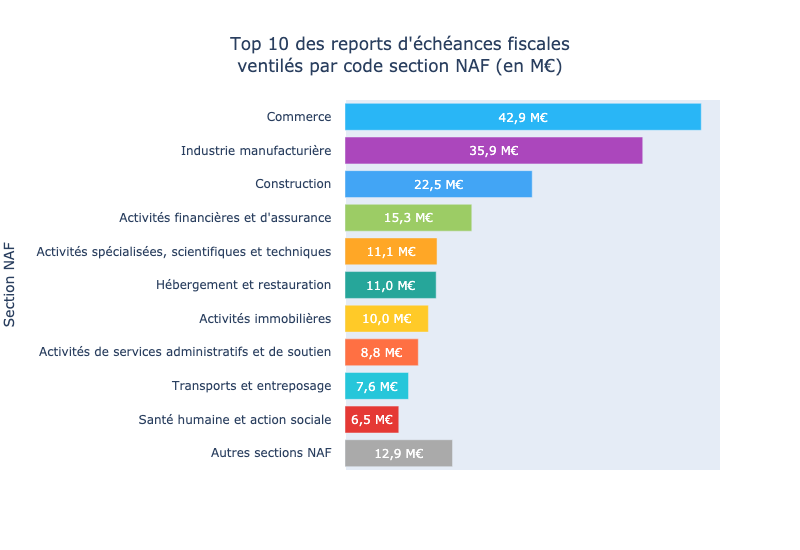 Top 10 des reports d'échéances fiscales
ventilés par code section NAF (en M€)
Section NAF
Commerce 42,9 M€
Industrie manufacturière 35,9 M€
Construction 22,5 M€
Activités financières et d'assurance 15,3 M€
Activités spécialisées, scientifiques et techniques 11,1 M€
Hébergement et restauration 11,0 M€
Activités immobilières 10,0 M€
Activités de services administratifs et de soutien 8,8 M€
Transports et entreposage 7,6 M€
Santé humaine et action sociale 6,5 M€
Autres sections NAF 12,9 M€